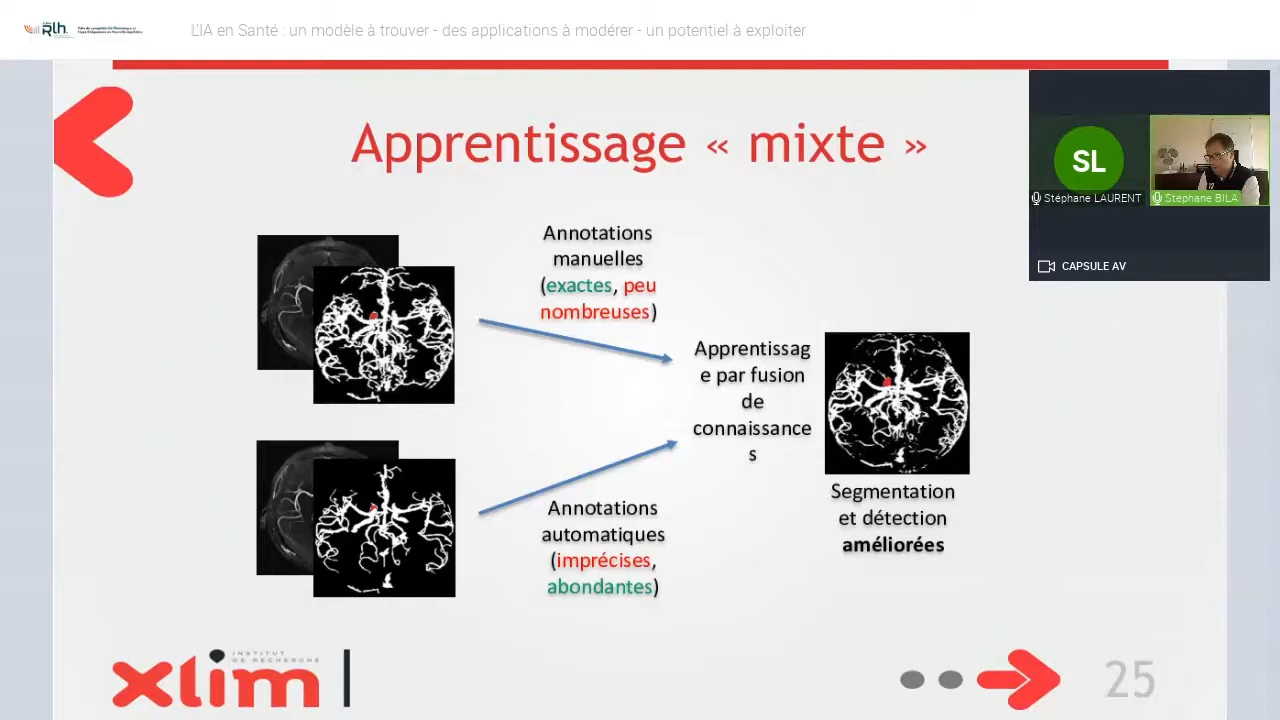 Rlh
L'IA en Santé : un modèle à trouver - des applications à modérer - un potentiel à exploiter
Apprentissage « mixte »
SL
Stéphane LAURENT
Stéphane BILA
CAPSULE AV
Annotations
manuelles
(exactes, peu
nombreuses)
Apprentissag
e par fusion
de
connaissance
s
Annotations
automatiques
(imprécises,
abondantes)
Segmentation
et détection
améliorées
INSTITUT
DE RECHERCHE
xlim
25